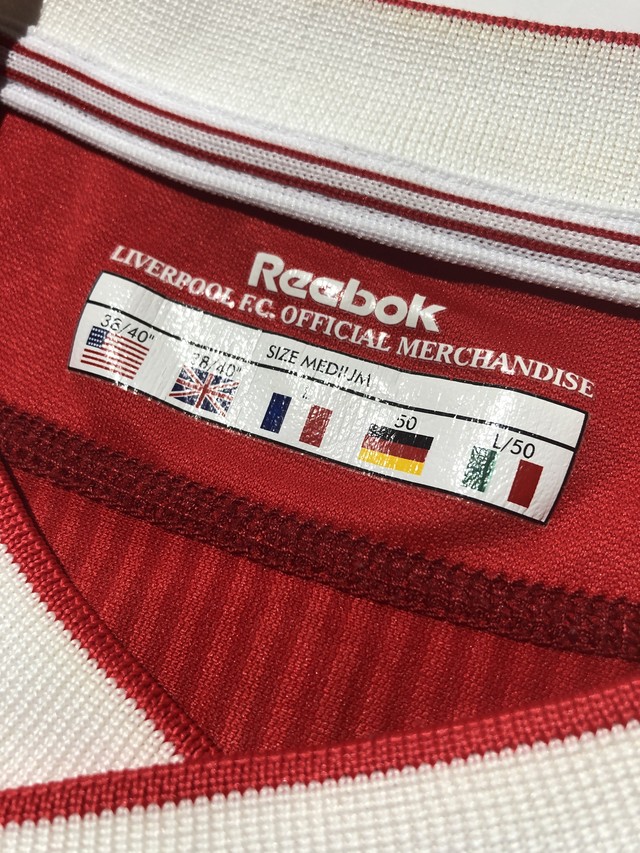 Reebok
LIVERPOOL F.C. OFFICIAL MERCHANDISE
SIZE MEDIUM
38/40" 38/40" L 50 L/50